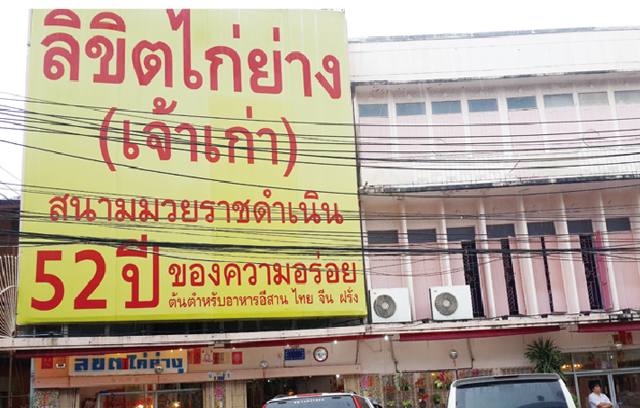 ลิขิตไก่ย่าง
(เจ้าเก่า)
สนามมวยราชดำเนิน
52 ปี ของความอร่อย
ต้นตำหรับอาหารอีสาน ไทย จีน ฝรั่ง
ลิขิตไก่ย่าง